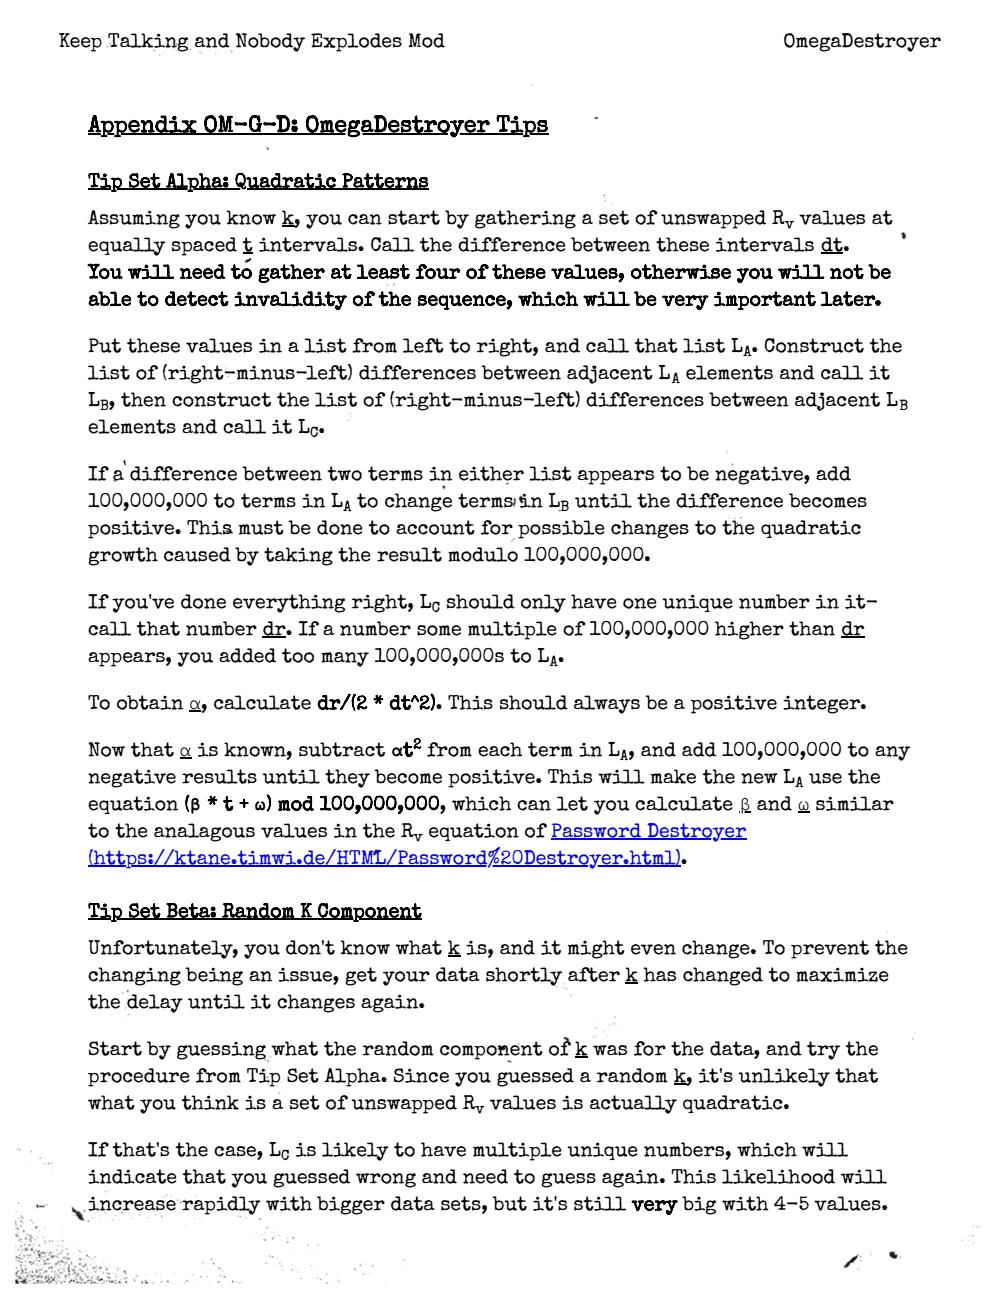 Keep Talking and Nobody Explodes Mod OmegaDestroyer
Appendix OM-G-D: OmegaDestroyer Tips
Tip Set Alpha: Quadratic Patterns
Assuming you know k, you can start by gathering a set of unswapped Rᵥ values at
equally spaced t intervals. Call the difference between these intervals dt.
You will need to gather at least four of these values, otherwise you will not be
able to detect invalidity of the sequence, which will be very important later.
Put these values in a list from left to right, and call that list L_A. Construct the
list of (right-minus-left) differences between adjacent L_A elements and call it
L_B, then construct the list of (right-minus-left) differences between adjacent L_B
elements and call it L_C.
If a difference between two terms in either list appears to be negative, add
100,000,000 to terms in L_A to change terms in L_B until the difference becomes
positive. This must be done to account for possible changes to the quadratic
growth caused by taking the result modulo 100,000,000.
If you've done everything right, L_C should only have one unique number in it-
call that number dr. If a number some multiple of 100,000,000 higher than dr
appears, you added too many 100,000,000s to L_A.
To obtain α, calculate dr/(2 * dt^2). This should always be a positive integer.
Now that α is known, subtract αt² from each term in L_A, and add 100,000,000 to any
negative results until they become positive. This will make the new L_A use the
equation (β * t + ω) mod 100,000,000, which can let you calculate β and ω similar
to the analagous values in the Rᵥ equation of Password Destroyer
(https://ktane.timwi.de/HTML/Password%20Destroyer.html).
Tip Set Beta: Random K Component
Unfortunately, you don't know what k is, and it might even change. To prevent the
changing being an issue, get your data shortly after k has changed to maximize
the delay until it changes again.
Start by guessing what the random component of k was for the data, and try the
procedure from Tip Set Alpha. Since you guessed a random k, it's unlikely that
what you think is a set of unswapped Rᵥ values is actually quadratic.
If that's the case, L_C is likely to have multiple unique numbers, which will
indicate that you guessed wrong and need to guess again. This likelihood will
increase rapidly with bigger data sets, but it's still very big with 4-5 values.